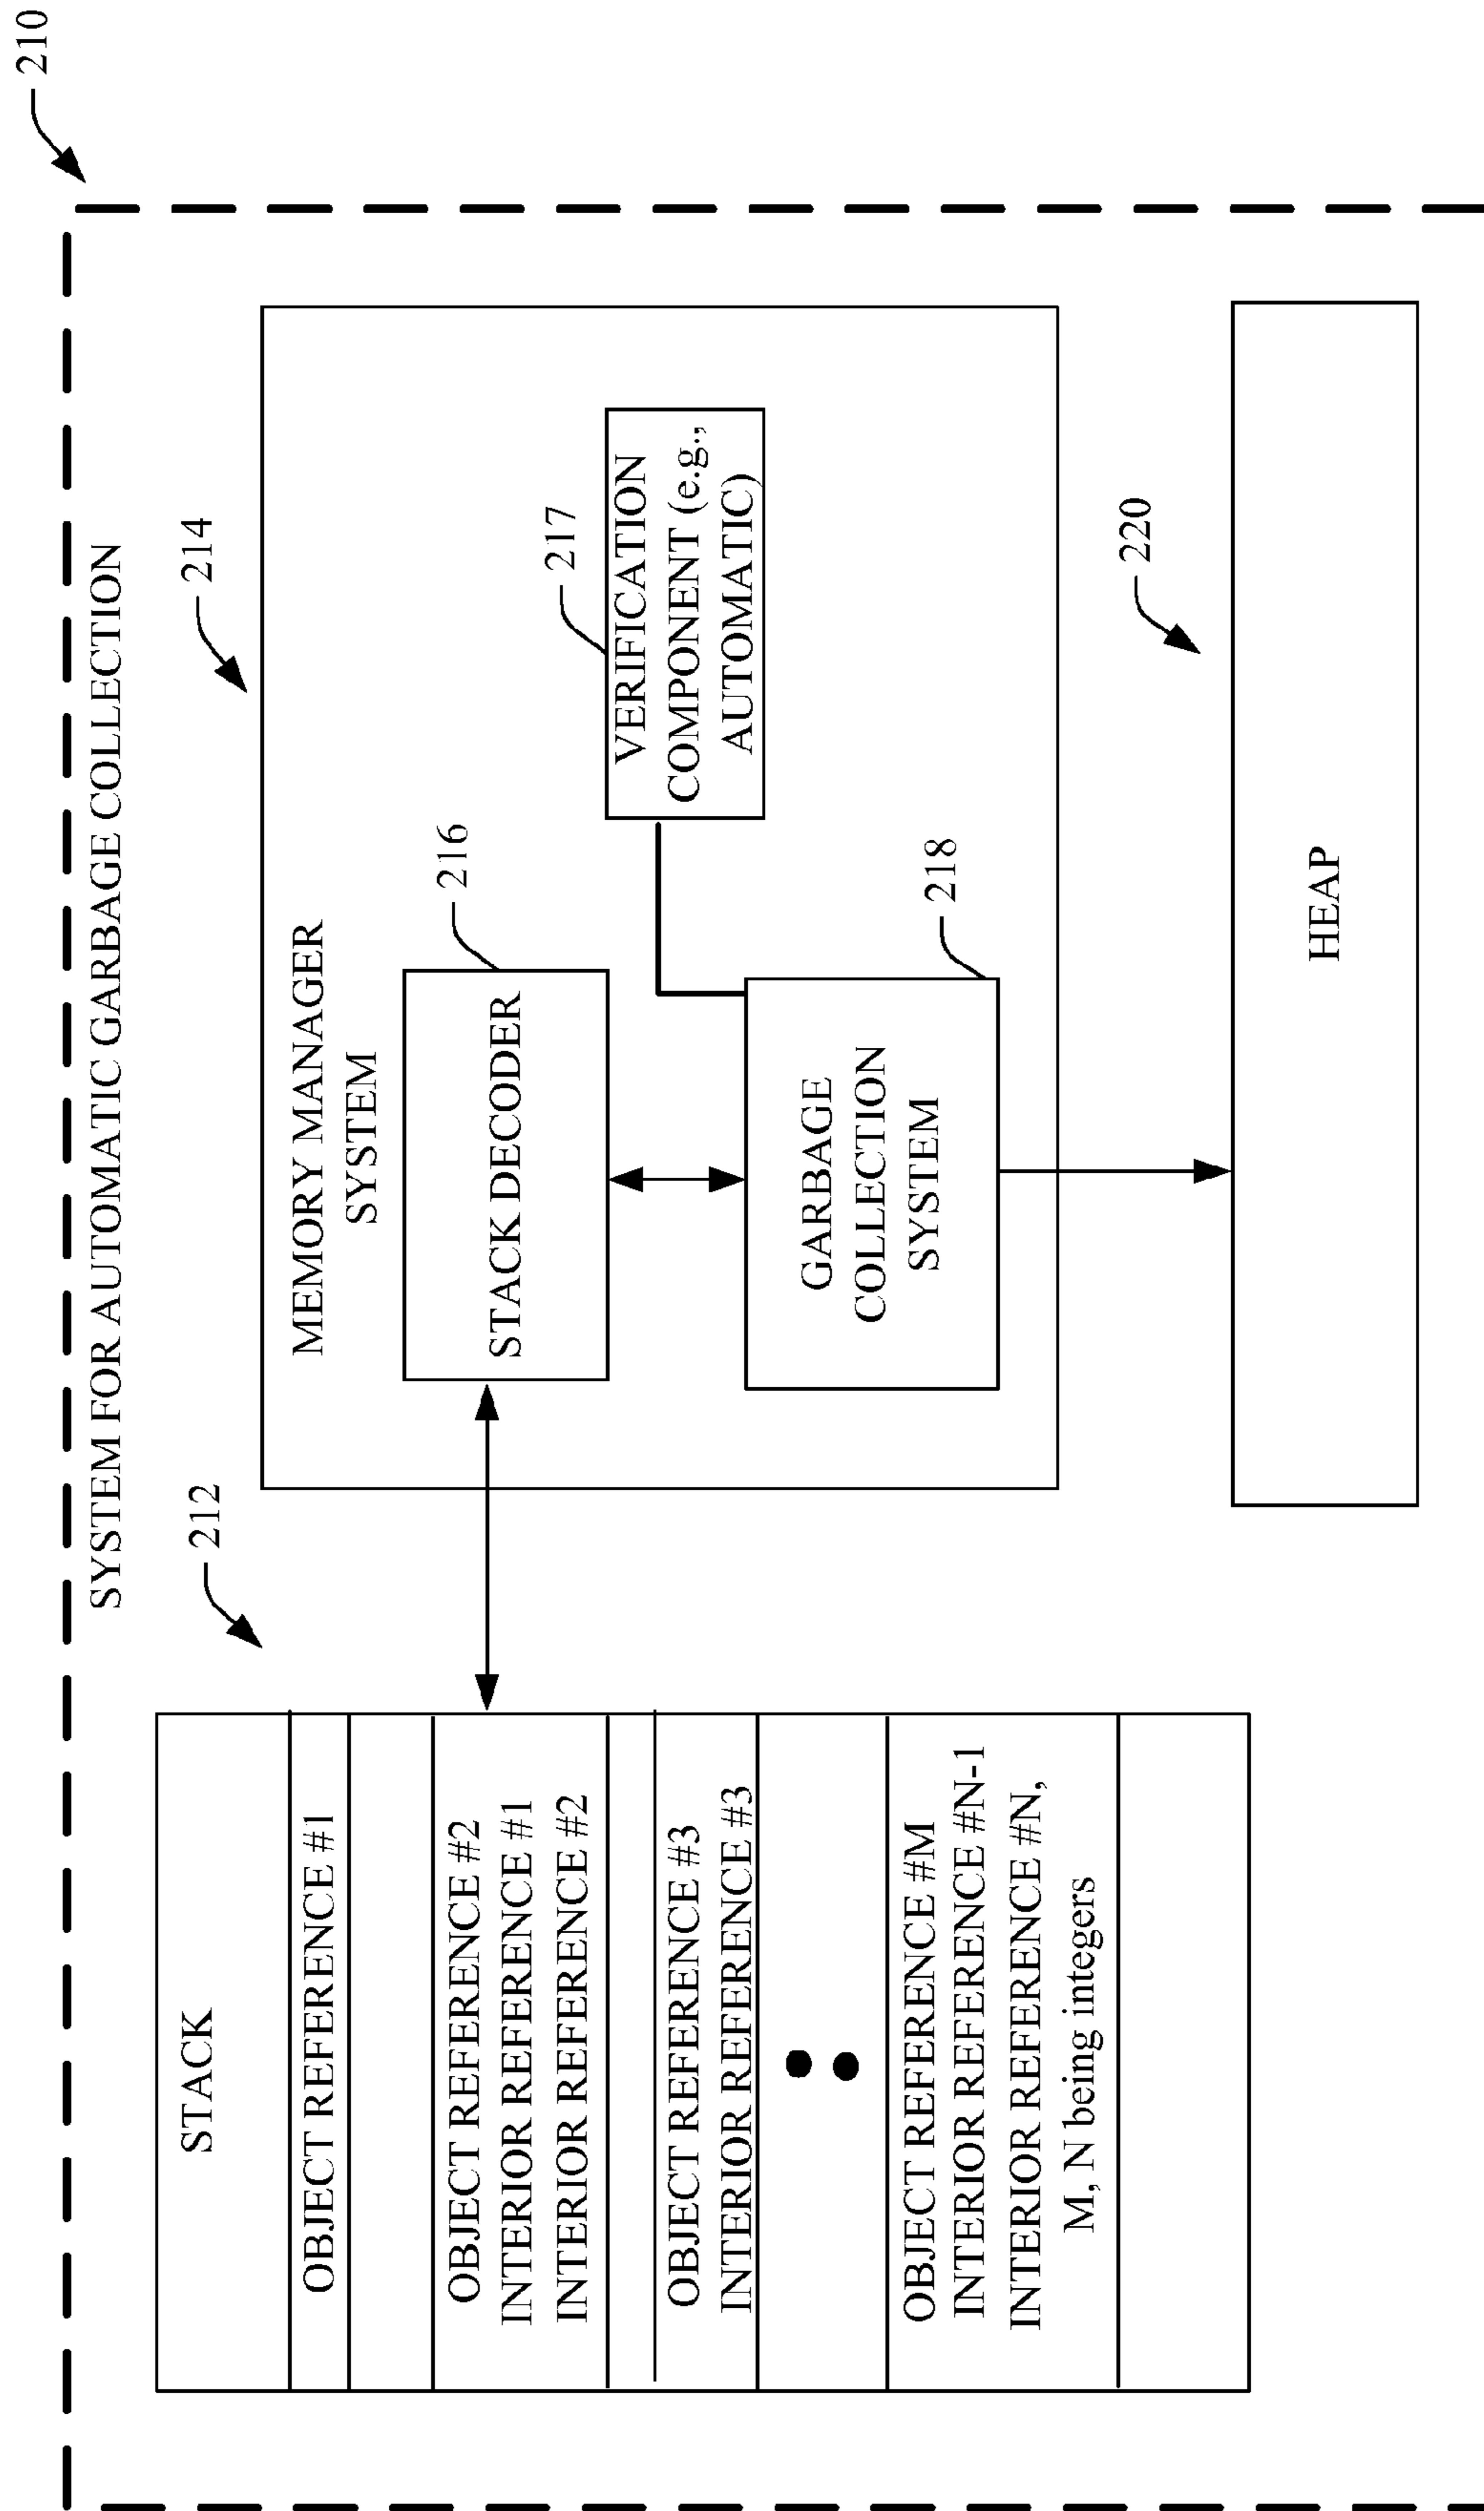 210
SYSTEM FOR AUTOMATIC GARBAGE COLLECTION
212
STACK
OBJECT REFERENCE #1
OBJECT REFERENCE #2
INTERIOR REFERENCE #1
INTERIOR REFERENCE #2
OBJECT REFERENCE #3
INTERIOR REFERENCE #3
OBJECT REFERENCE #M
INTERIOR REFERENCE #N-1
INTERIOR REFERENCE #N,
M, N being integers
214
MEMORY MANAGER
SYSTEM
216
STACK DECODER
217
VERIFICATION
COMPONENT (e.g.,
AUTOMATIC)
218
GARBAGE
COLLECTION
SYSTEM
220
HEAP